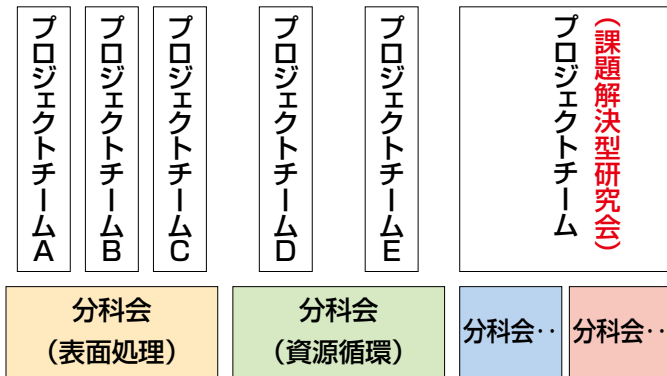 プロジェクトチームA
プロジェクトチームB
プロジェクトチームC
プロジェクトチームD
プロジェクトチームE
(課題解決型研究会)
プロジェクトチーム
分科会
(表面処理)
分科会
(資源循環)
分科会‥
分科会‥